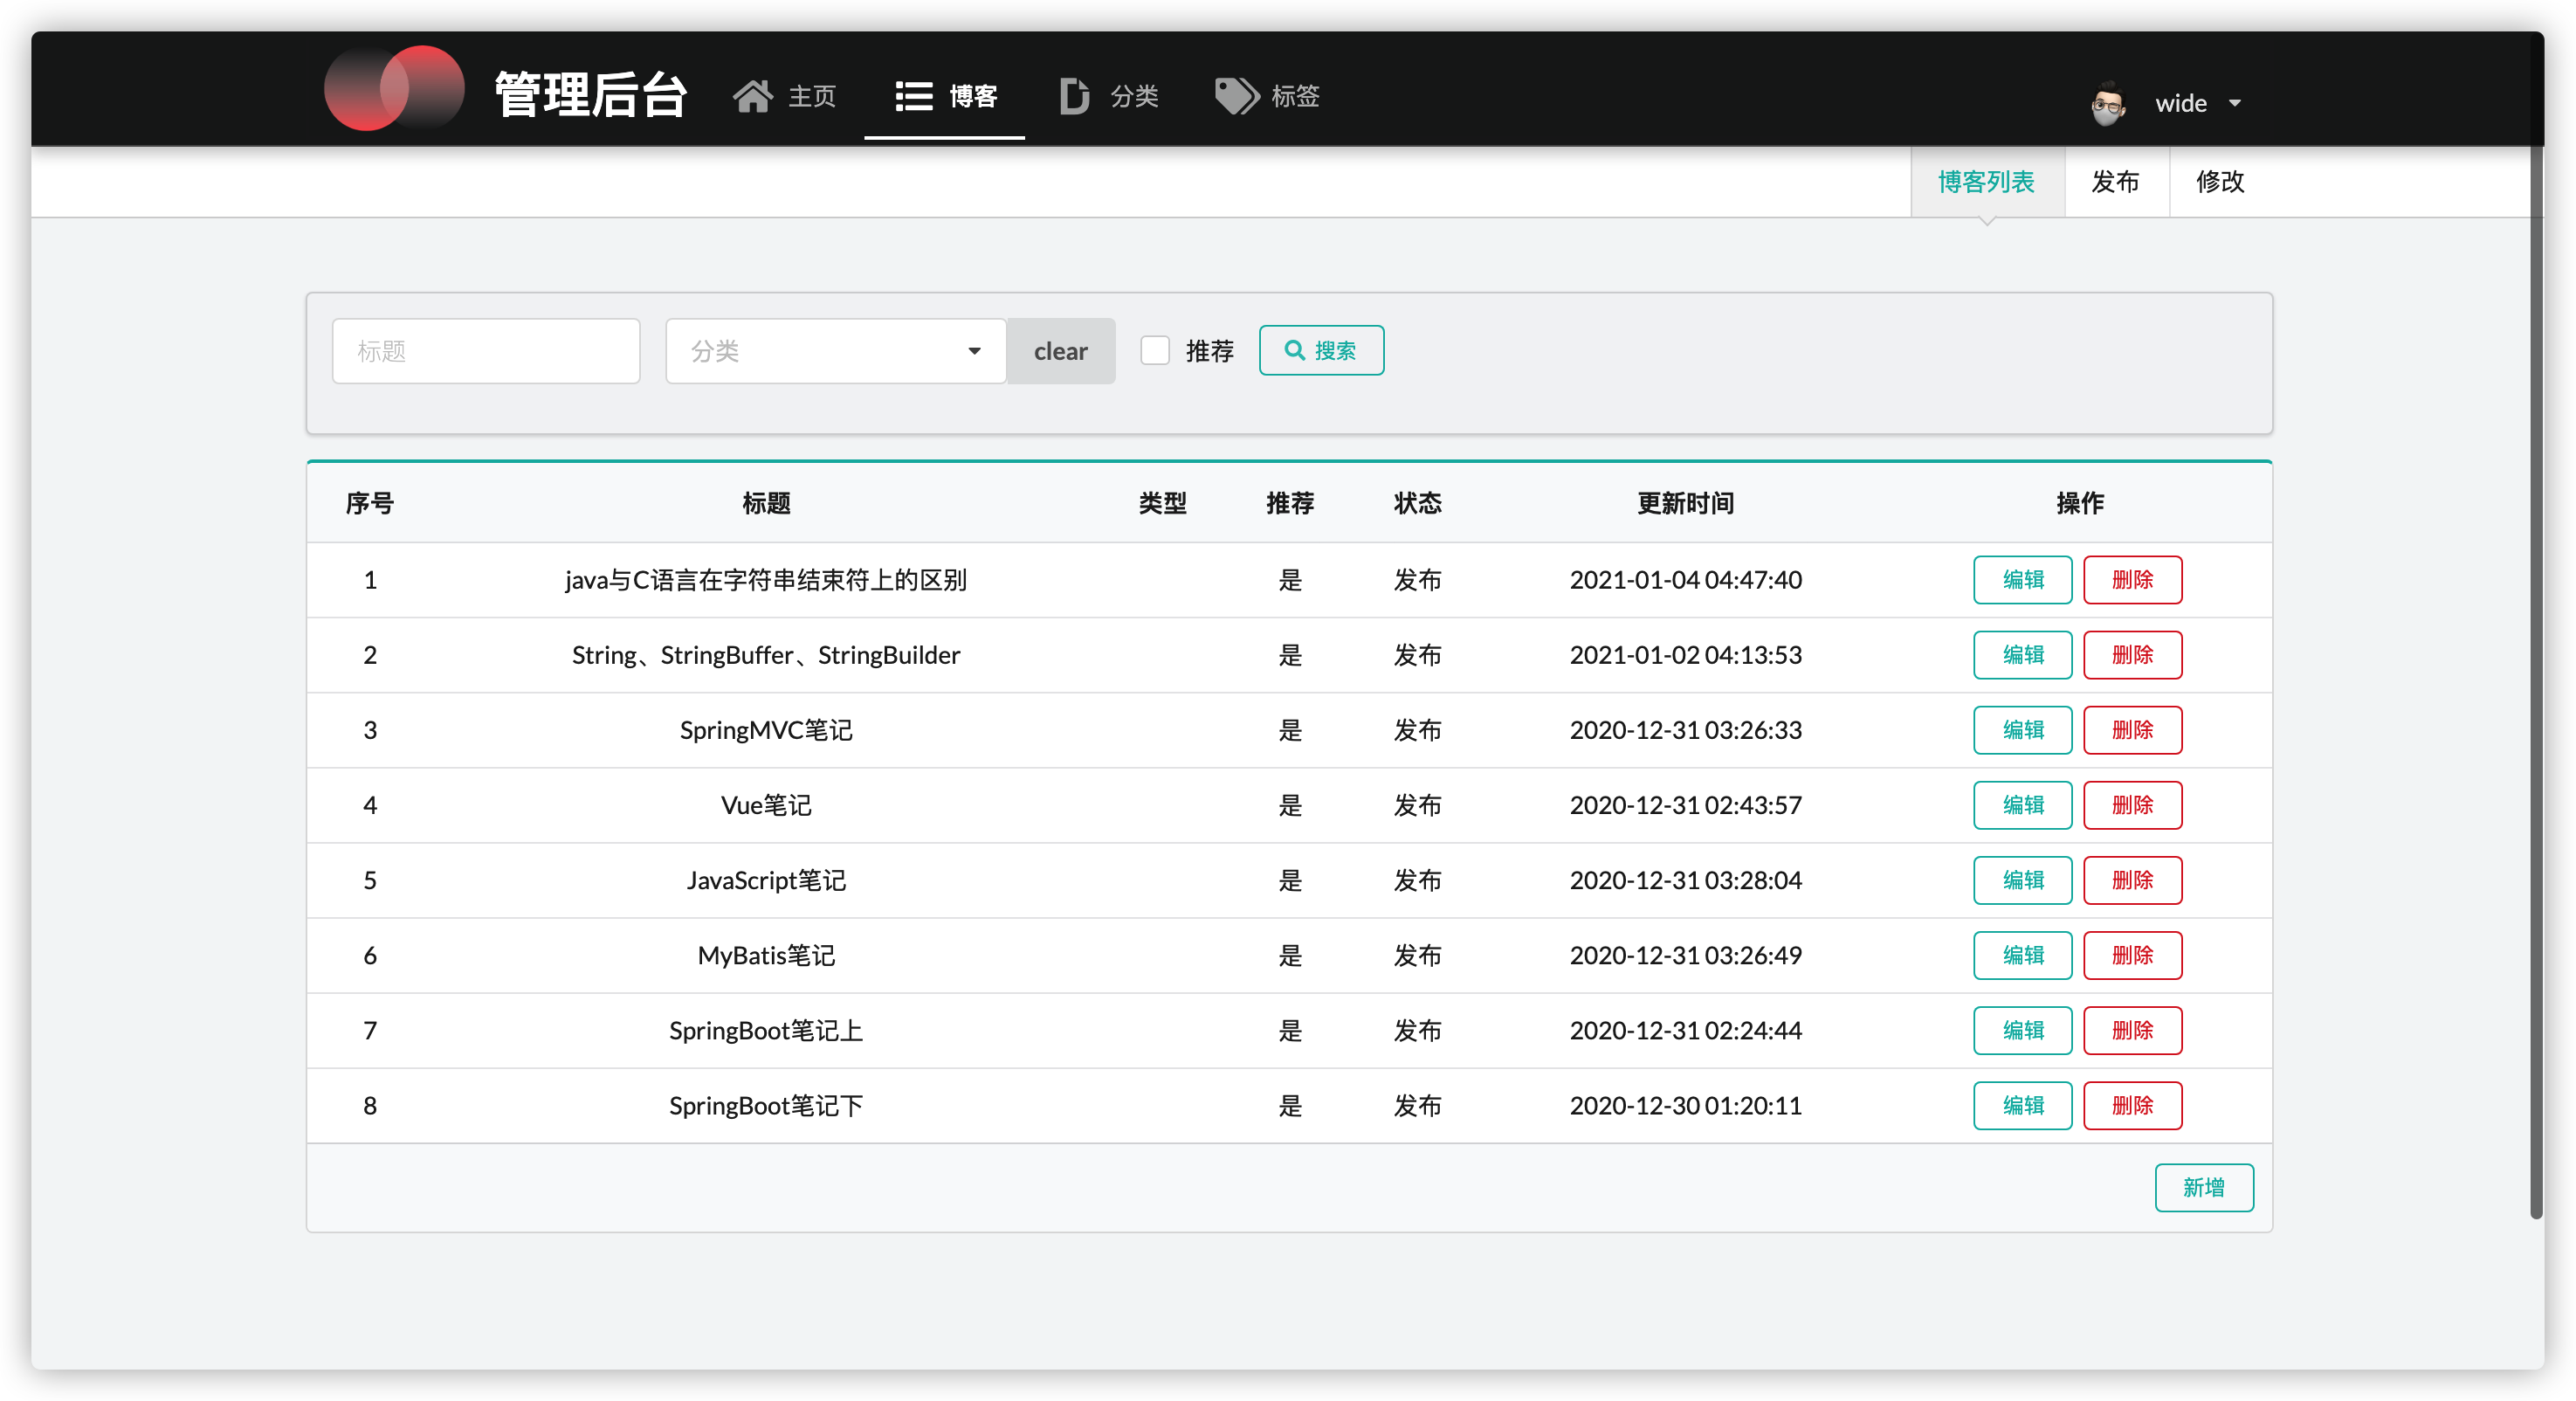 管理后台 主页 博客 分类 标签 wide
博客列表 发布 修改
标题 分类 clear 推荐 搜索
序号 标题 类型 推荐 状态 更新时间 操作
1 java与C语言在字符串结束符上的区别 是 发布 2021-01-04 04:47:40 编辑 删除
2 String、StringBuffer、StringBuilder 是 发布 2021-01-02 04:13:53 编辑 删除
3 SpringMVC笔记 是 发布 2020-12-31 03:26:33 编辑 删除
4 Vue笔记 是 发布 2020-12-31 02:43:57 编辑 删除
5 JavaScript笔记 是 发布 2020-12-31 03:28:04 编辑 删除
6 MyBatis笔记 是 发布 2020-12-31 03:26:49 编辑 删除
7 SpringBoot笔记上 是 发布 2020-12-31 02:24:44 编辑 删除
8 SpringBoot笔记下 是 发布 2020-12-30 01:20:11 编辑 删除
新增